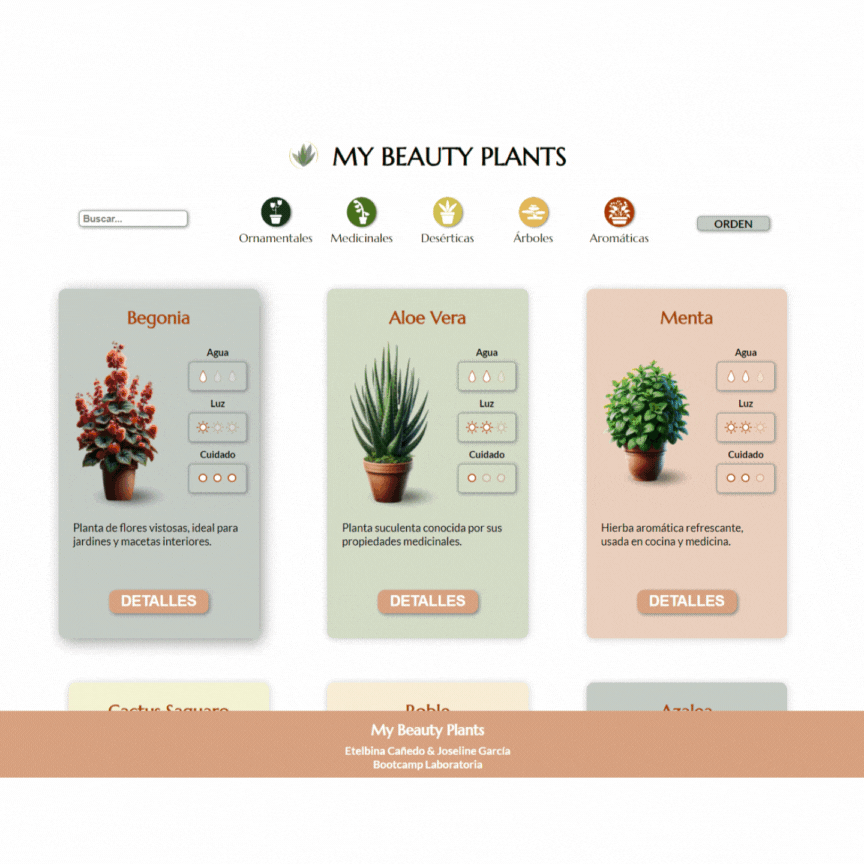 MY BEAUTY PLANTS
Buscar...
Ornamentales
Medicinales
Desérticas
Árboles
Aromáticas
ORDEN
Begonia
Agua
Luz
Cuidado
Planta de flores vistosas, ideal para
jardines y macetas interiores.
DETALLES
Aloe Vera
Agua
Luz
Cuidado
Planta suculenta conocida por sus
propiedades medicinales.
DETALLES
Menta
Agua
Luz
Cuidado
Hierba aromática refrescante,
usada en cocina y medicina.
DETALLES
Cactus Saguaro
Roble
Azalea
My Beauty Plants
Etelbina Cañedo & Joseline García
Bootcamp Laboratoria